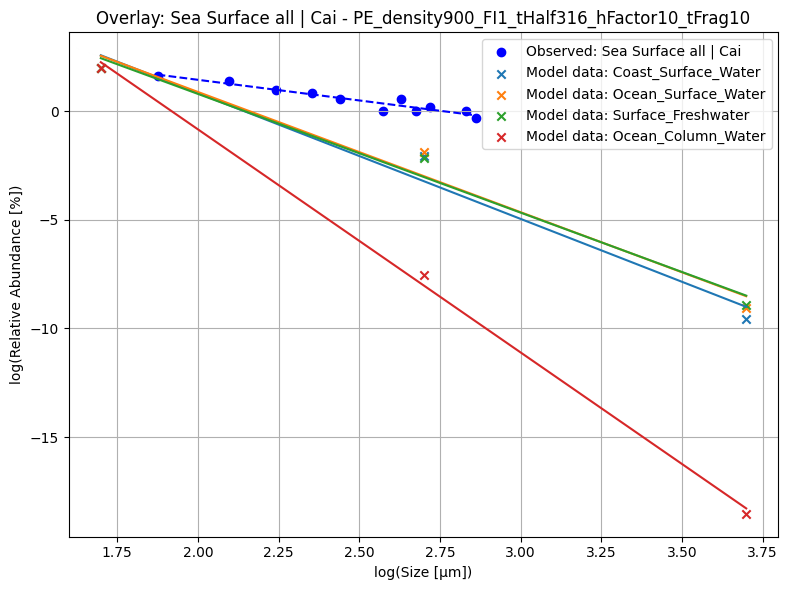 Overlay: Sea Surface all | Cai - PE_density900_FI1_tHalf316_hFactor10_tFrag10
Observed: Sea Surface all | Cai
Model data: Coast_Surface_Water
Model data: Ocean_Surface_Water
Model data: Surface_Freshwater
Model data: Ocean_Column_Water
log(Relative Abundance [%])
0
−5
−10
−15
1.75 2.00 2.25 2.50 2.75 3.00 3.25 3.50 3.75
log(Size [µm])